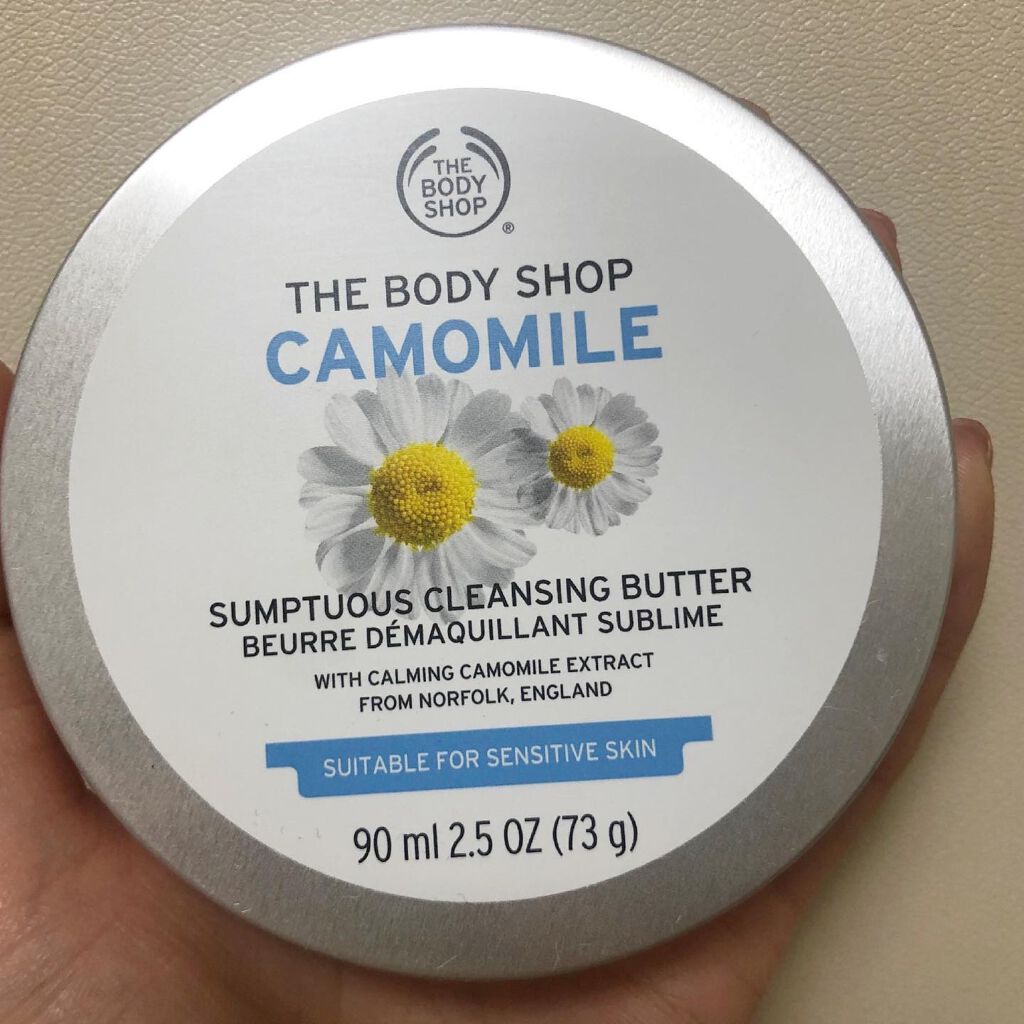 THE
BODY
SHOP
®
THE BODY SHOP
CAMOMILE
SUMPTUOUS CLEANSING BUTTER
BEURRE DÉMAQUILLANT SUBLIME
WITH CALMING CAMOMILE EXTRACT
FROM NORFOLK, ENGLAND
SUITABLE FOR SENSITIVE SKIN
90 ml 2.5 OZ (73 g)